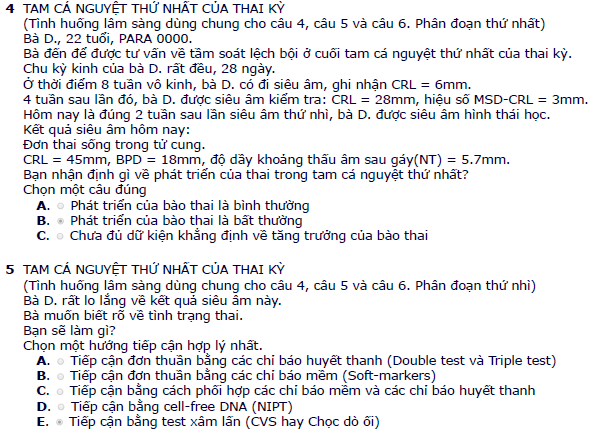 4 TAM CÁ NGUYỆT THỨ NHẤT CỦA THAI KỲ
(Tình huống lâm sàng dùng chung cho câu 4, câu 5 và câu 6. Phân đoạn thứ nhất)
Bà D., 22 tuổi, PARA 0000.
Bà đến để được tư vấn về tầm soát lệch bội ở cuối tam cá nguyệt thứ nhất của thai kỳ.
Chu kỳ kinh của bà D. rất đều, 28 ngày.
Ở thời điểm 8 tuần vô kinh, bà D. có đi siêu âm, ghi nhận CRL = 6mm.
4 tuần sau lần đó, bà D. được siêu âm kiểm tra: CRL = 28mm, hiệu số MSD-CRL = 3mm.
Hôm nay là đúng 2 tuần sau lần siêu âm thứ nhì, bà D. được siêu âm hình thái học.
Kết quả siêu âm hôm nay:
Đơn thai sống trong tử cung.
CRL = 45mm, BPD = 18mm, độ dầy khoảng thấu âm sau gáy(NT) = 5.7mm.
Bạn nhận định gì về phát triển của thai trong tam cá nguyệt thứ nhất?
Chọn một câu đúng
A. Phát triển của bào thai là bình thường
B. Phát triển của bào thai là bất thường
C. Chưa đủ dữ kiện khẳng định về tăng trưởng của bào thai
5 TAM CÁ NGUYỆT THỨ NHẤT CỦA THAI KỲ
(Tình huống lâm sàng dùng chung cho câu 4, câu 5 và câu 6. Phân đoạn thứ nhì)
Bà D. rất lo lắng về kết quả siêu âm này.
Bà muốn biết rõ về tình trạng thai.
Bạn sẽ làm gì?
Chọn một hướng tiếp cận hợp lý nhất.
A. Tiếp cận đơn thuần bằng các chỉ báo huyết thanh (Double test và Triple test)
B. Tiếp cận đơn thuần bằng các chỉ báo mềm (Soft-markers)
C. Tiếp cận bằng cách phối hợp các chỉ báo mềm và các chỉ báo huyết thanh
D. Tiếp cận bằng cell-free DNA (NIPT)
E. Tiếp cận bằng test xâm lấn (CVS hay Chọc dò ối)